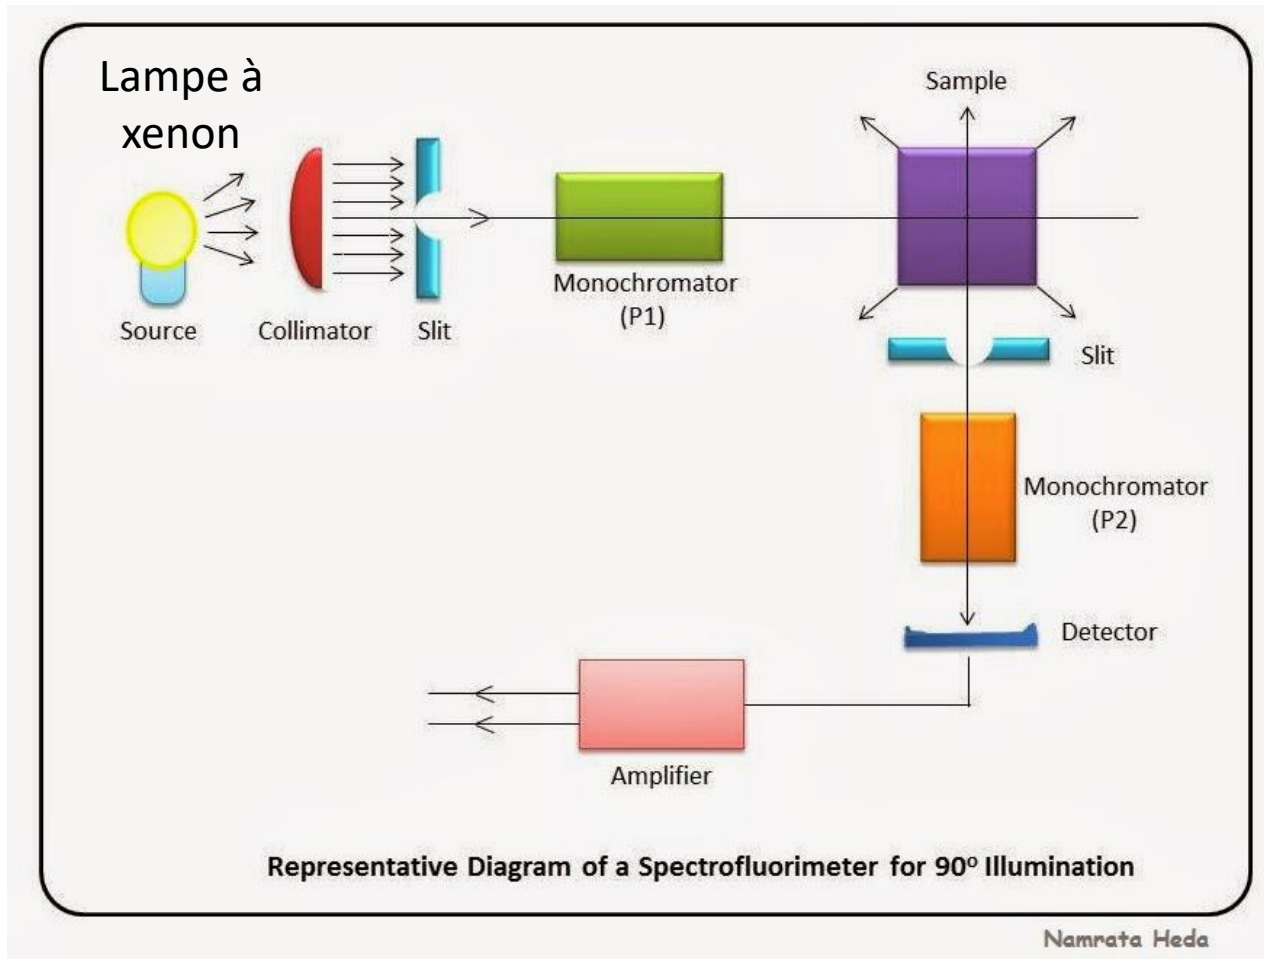 Lampe à
xenon
Sample
Source
Collimator
Slit
Monochromator
(P1)
Slit
Monochromator
(P2)
Detector
Amplifier
Representative Diagram of a Spectrofluorimeter for 90º Illumination
Namrata Heda